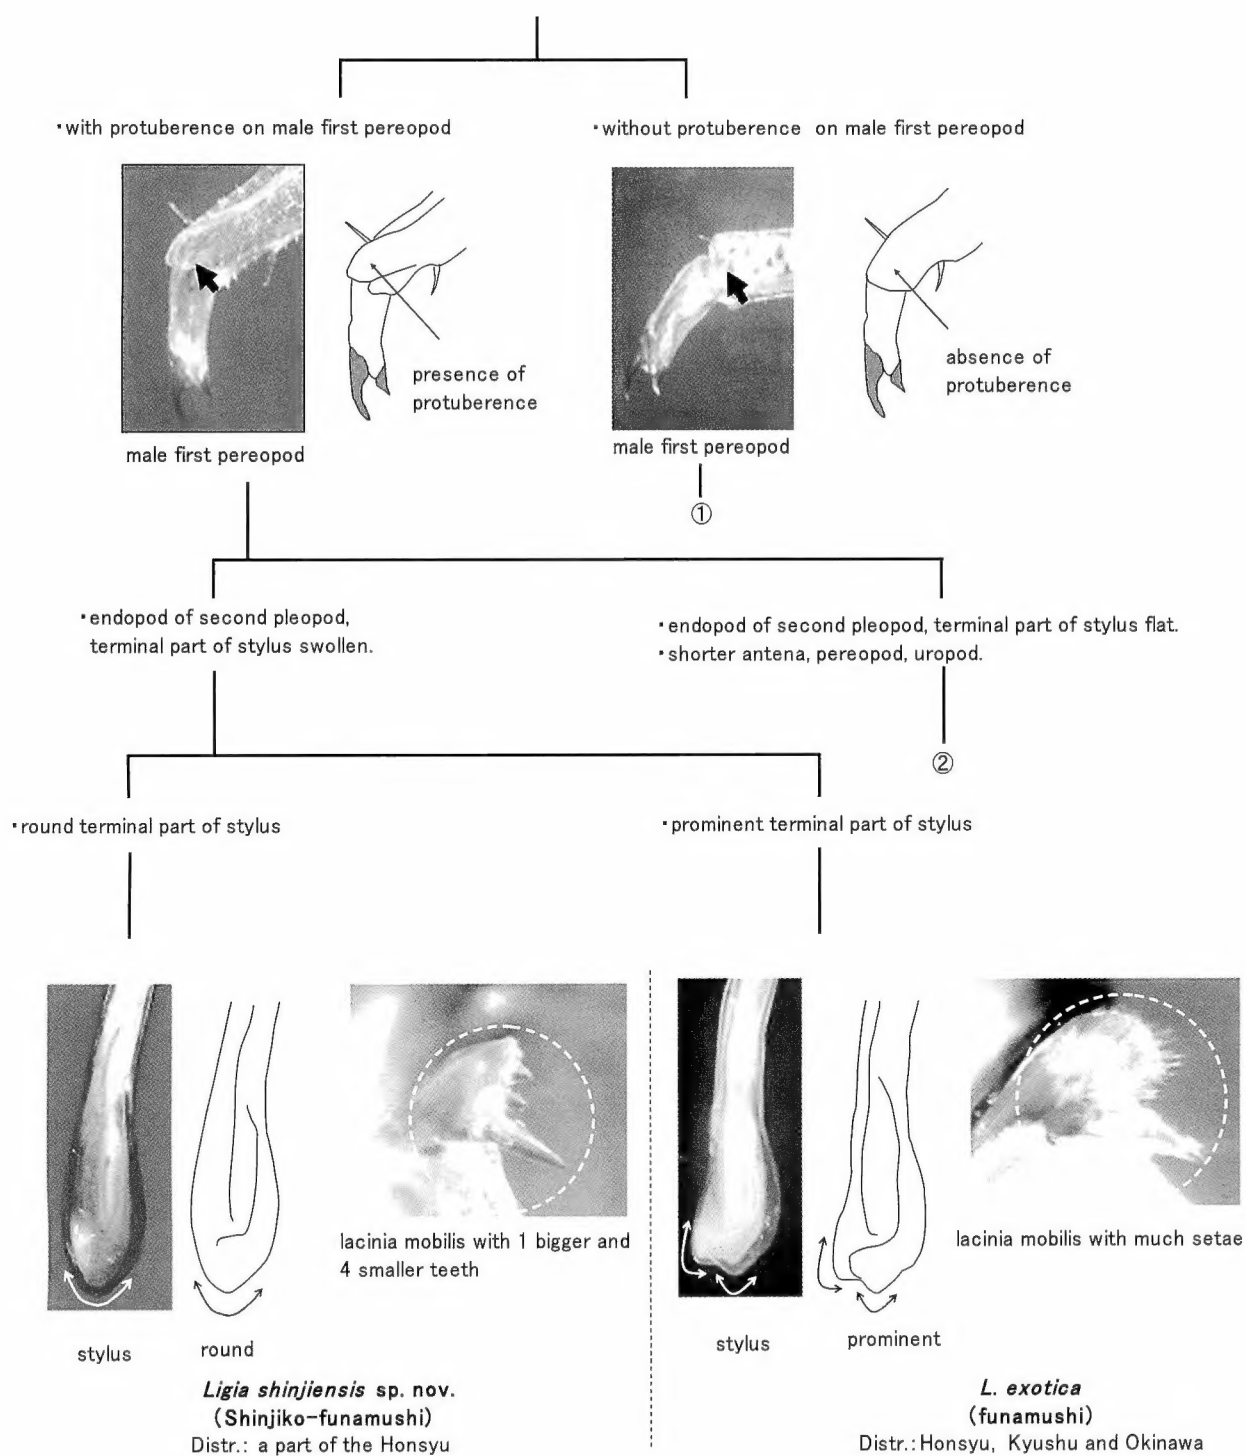 ・with protuberence on male first pereopod
・without protuberence on male first pereopod
presence of
protuberence
absence of
protuberence
male first pereopod
male first pereopod
①
・endopod of second pleopod,
terminal part of stylus swollen.
・endopod of second pleopod, terminal part of stylus flat.
・shorter antena, pereopod, uropod.
②
・round terminal part of stylus
・prominent terminal part of stylus
lacinia mobilis with 1 bigger and
4 smaller teeth
lacinia mobilis with much setae
stylus
round
stylus
prominent
Ligia shinjiensis sp. nov.
(Shinjiko-funamushi)
Distr.: a part of the Honsyu
L. exotica
(funamushi)
Distr.: Honsyu, Kyushu and Okinawa